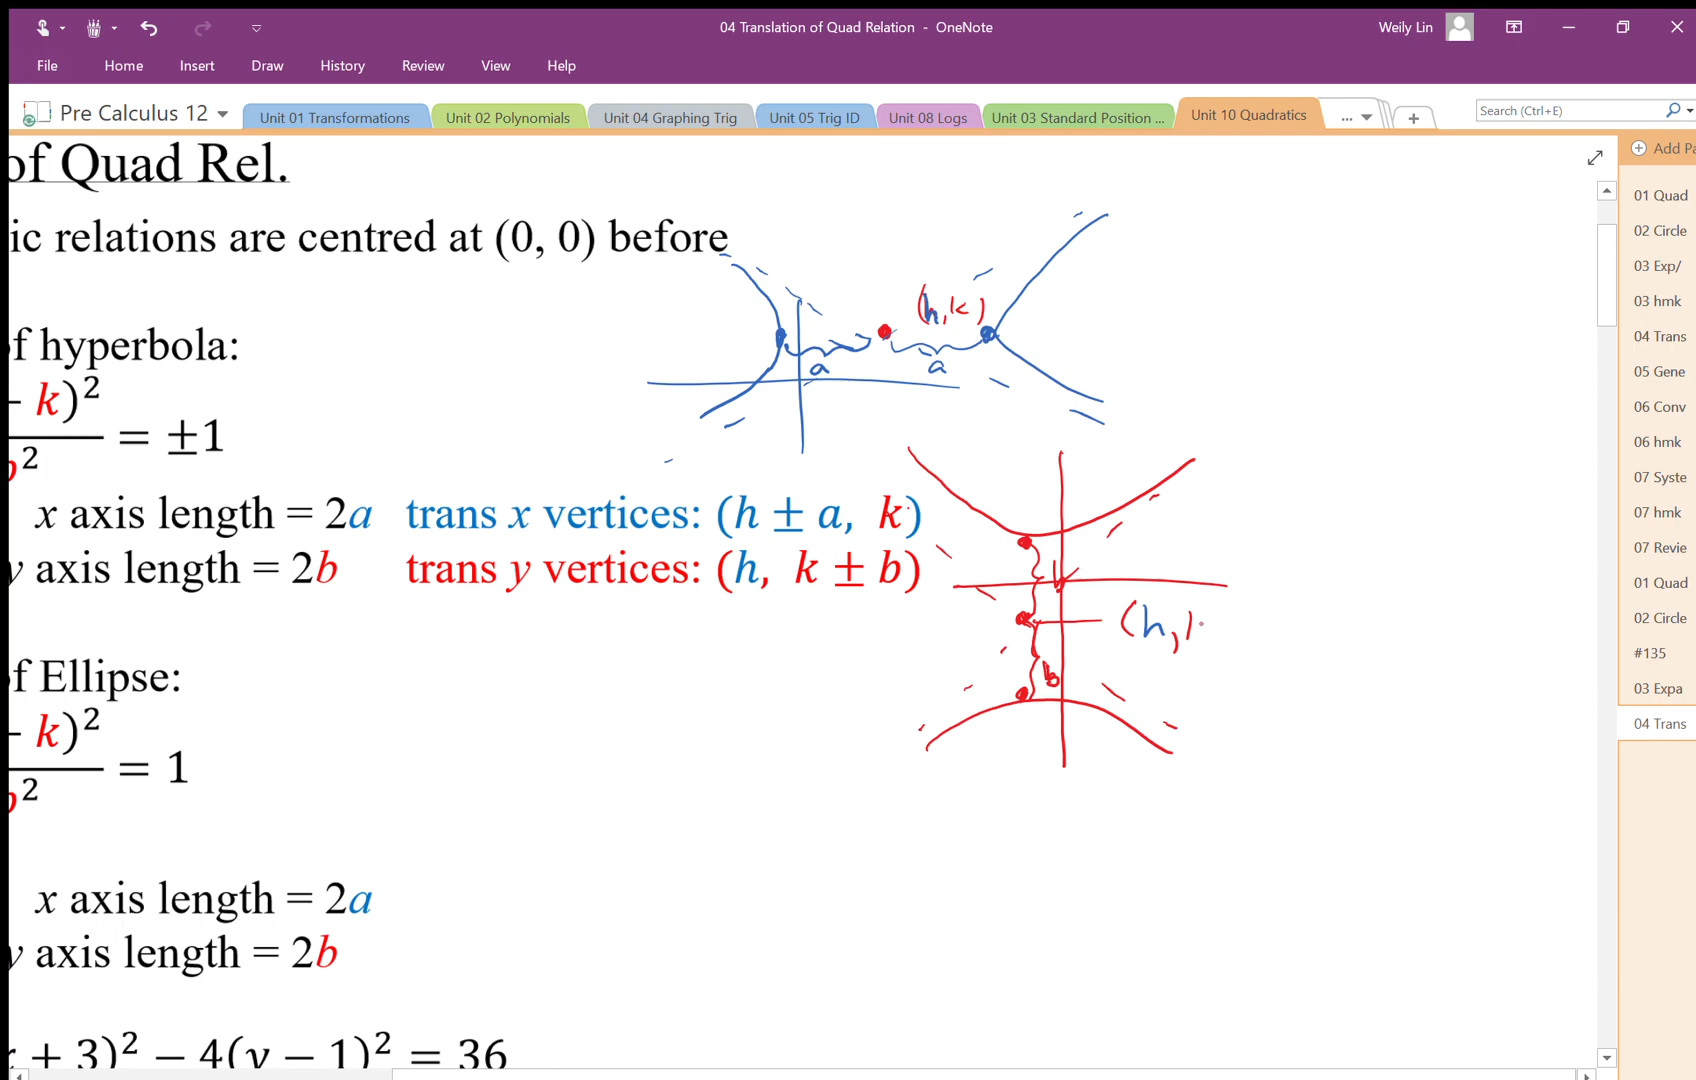 04 Translation of Quad Relation - OneNote
Weily Lin
File Home Insert Draw History Review View Help
Pre Calculus 12
Unit 01 Transformations
Unit 02 Polynomials
Unit 04 Graphing Trig
Unit 05 Trig ID
Unit 08 Logs
Unit 03 Standard Position ...
Unit 10 Quadratics
...
Search (Ctrl+E)
of Quad Rel.
ic relations are centred at (0, 0) before
(h, k)
a
a
f hyperbola:
- k)²
b² = ±1
x axis length = 2a trans x vertices: (h ± a, k)
y axis length = 2b trans y vertices: (h, k ± b)
(h, 
b
f Ellipse:
- k)²
b² = 1
x axis length = 2a
y axis length = 2b
+ 3)² − 4(y − 1)² = 36
Add Pa
01 Quad
02 Circle
03 Exp/
03 hmk
04 Trans
05 Gene
06 Conv
06 hmk
07 Syste
07 hmk
07 Revie
01 Quad
02 Circle
#135
03 Expa
04 Trans